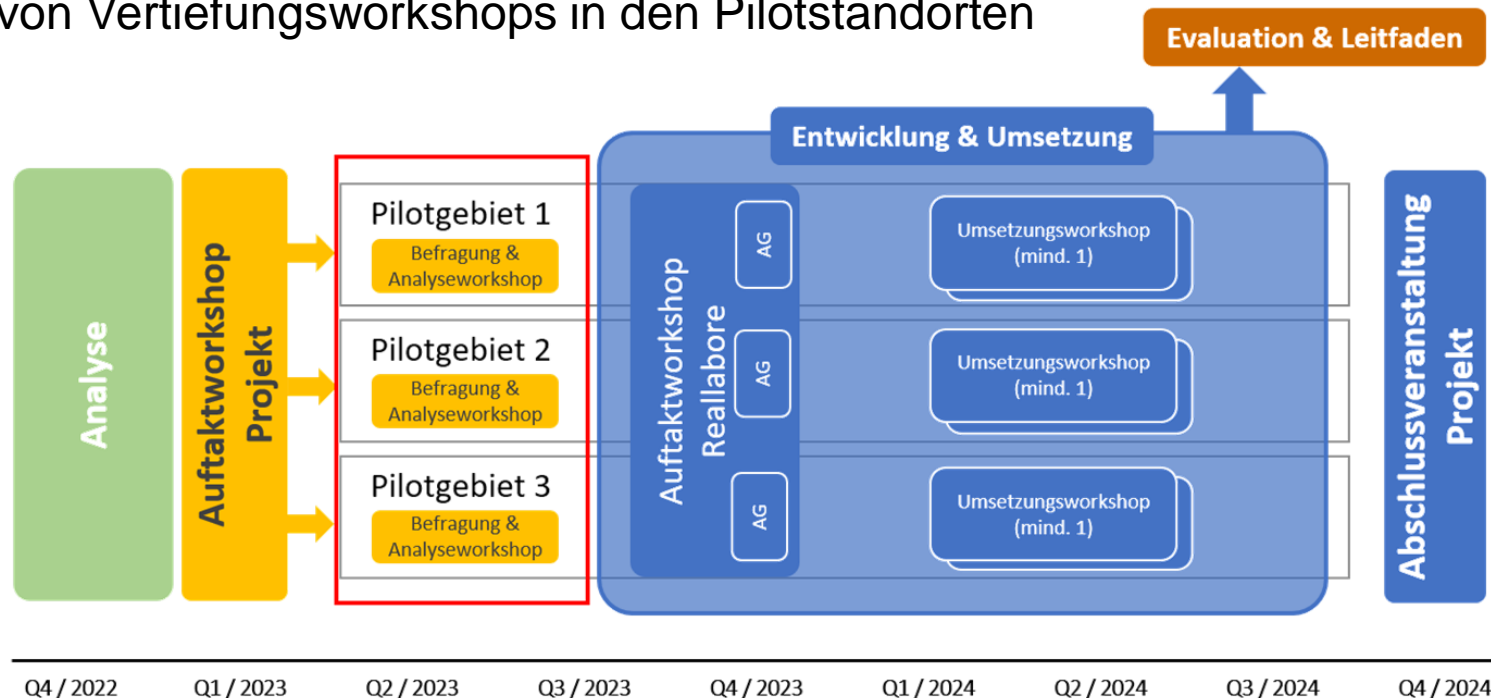 von Vertiefungsworkshops in den Pilotstandorten
Evaluation & Leitfaden
Entwicklung & Umsetzung
Analyse
Auftaktworkshop
Projekt
Pilotgebiet 1
Befragung &
Analyseworkshop
Pilotgebiet 2
Befragung &
Analyseworkshop
Pilotgebiet 3
Befragung &
Analyseworkshop
Auftaktworkshop
Reallabore
AG
AG
AG
Umsetzungsworkshop
(mind. 1)
Umsetzungsworkshop
(mind. 1)
Umsetzungsworkshop
(mind. 1)
Abschlussveranstaltung
Projekt
Q4 / 2022
Q1 / 2023
Q2 / 2023
Q3 / 2023
Q4 / 2023
Q1 / 2024
Q2 / 2024
Q3 / 2024
Q4 / 2024